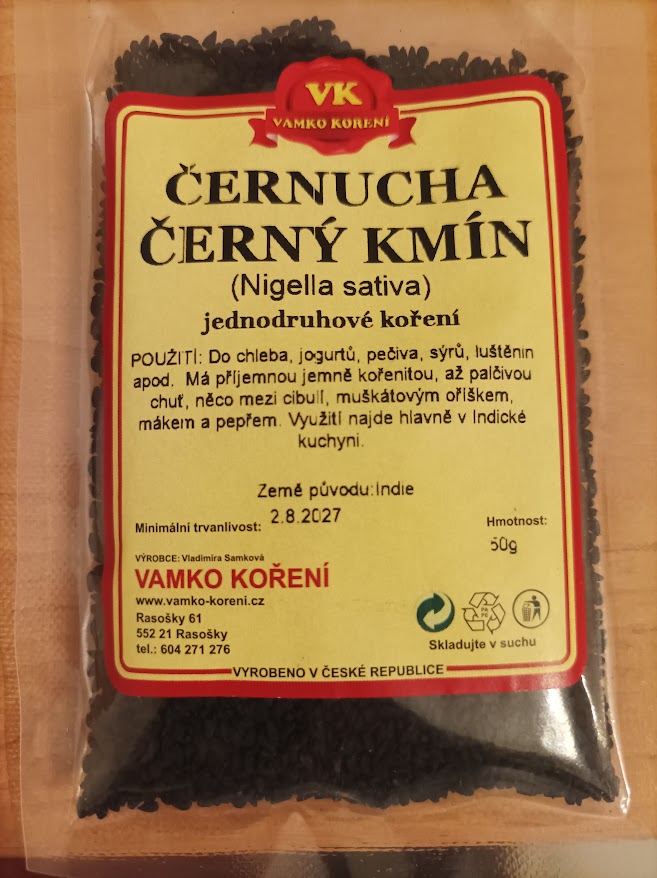 VK
VAMKO KOŘENÍ
ČERNUCHA
ČERNÝ KMÍN
(Nigella sativa)
jednodruhové koření
POUŽITÍ: Do chleba, jogurtů, pečiva, sýrů, luštěnin
apod. Má příjemnou jemně kořenitou, až palčivou
chuť, něco mezi cibulí, muškátovým oříškem,
mákem a pepřem. Využití najde hlavně v Indické
kuchyni.
Země původu:Indie
Minimální trvanlivost: 2.8.2027
Hmotnost:
50g
VÝROBCE: Vladimíra Samková
VAMKO KOŘENÍ
www.vamko-koreni.cz
Rasošky 61
552 21 Rasošky
tel.: 604 271 276
PA PE
Skladujte v suchu
VYROBENO V ČESKÉ REPUBLICE